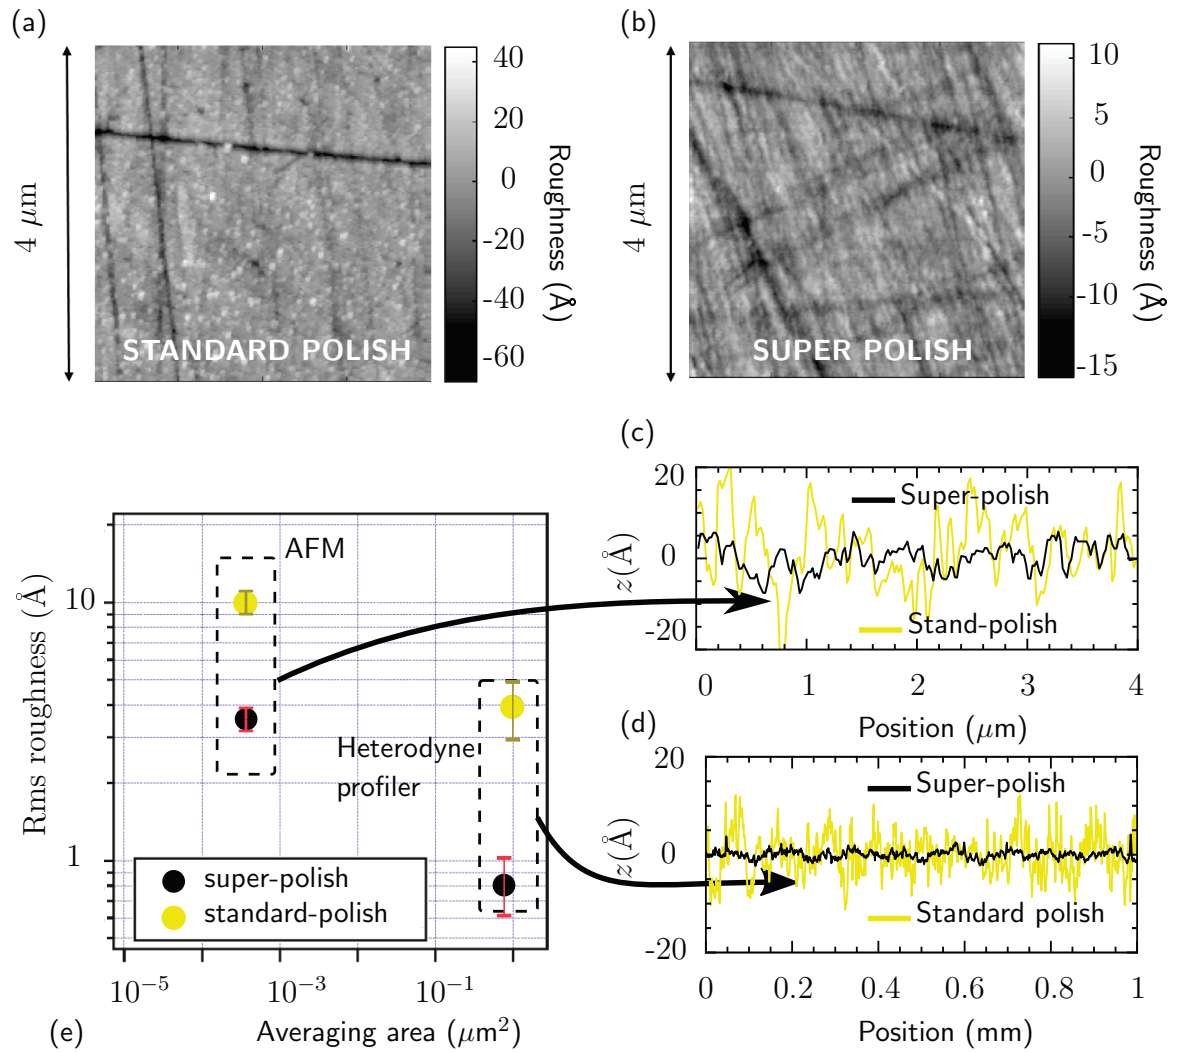 (a)
4 μm
STANDARD POLISH
40
20
0
-20
-40
-60
Roughness (Å)
(b)
4 μm
SUPER POLISH
10
5
0
-5
-10
-15
Roughness (Å)
(c)
20
0
-20
z(Å)
Super-polish
Stand-polish
0 1 2 3 4
Position (μm)
(d)
20
0
-20
z(Å)
Super-polish
Standard polish
0 0.2 0.4 0.6 0.8 1
Position (mm)
AFM
Heterodyne
profiler
10
1
Rms roughness (Å)
super-polish
standard-polish
10⁻⁵ 10⁻³ 10⁻¹
(e)
Averaging area (μm²)